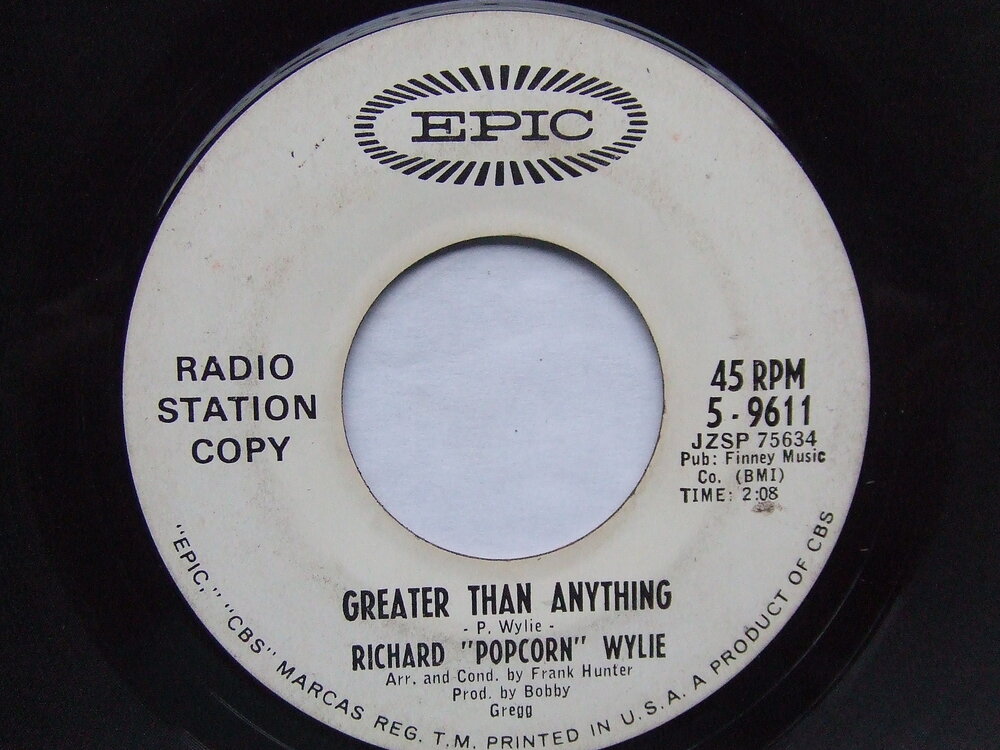 EPIC
RADIO
STATION
COPY
45 RPM
5-9611
JZSP 75634
Pub: Finney Music
Co. (BMI)
TIME: 2:08
GREATER THAN ANYTHING
- P. Wylie -
RICHARD "POPCORN" WYLIE
Arr. and Cond. by Frank Hunter
Prod. by Bobby
Gregg
"EPIC," "CBS" MARCAS REG. T.M. PRINTED IN U.S.A. A PRODUCT OF CBS